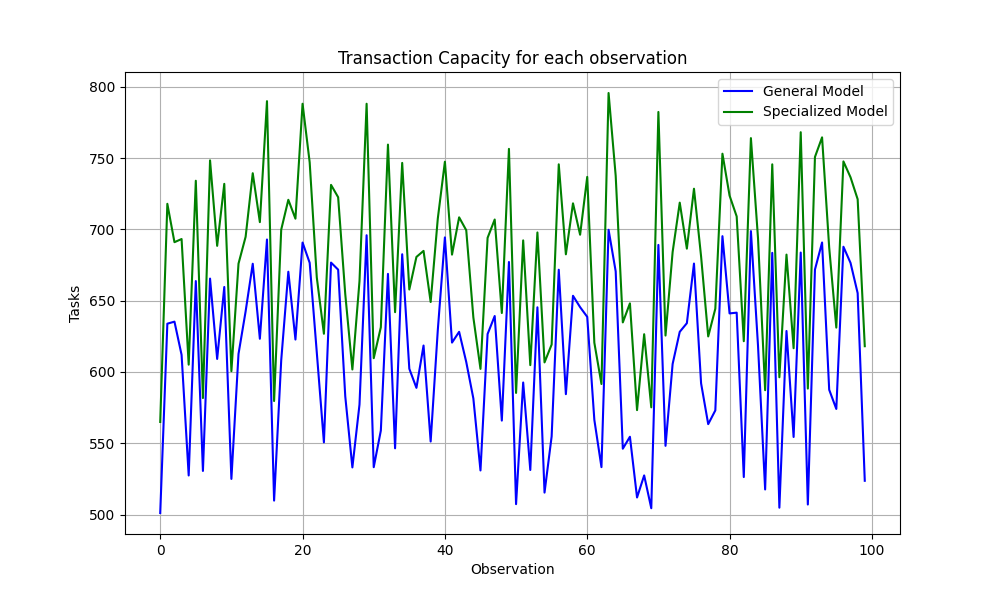 Transaction Capacity for each observation
General Model
Specialized Model
Tasks
800
750
700
650
600
550
500
0 20 40 60 80 100
Observation